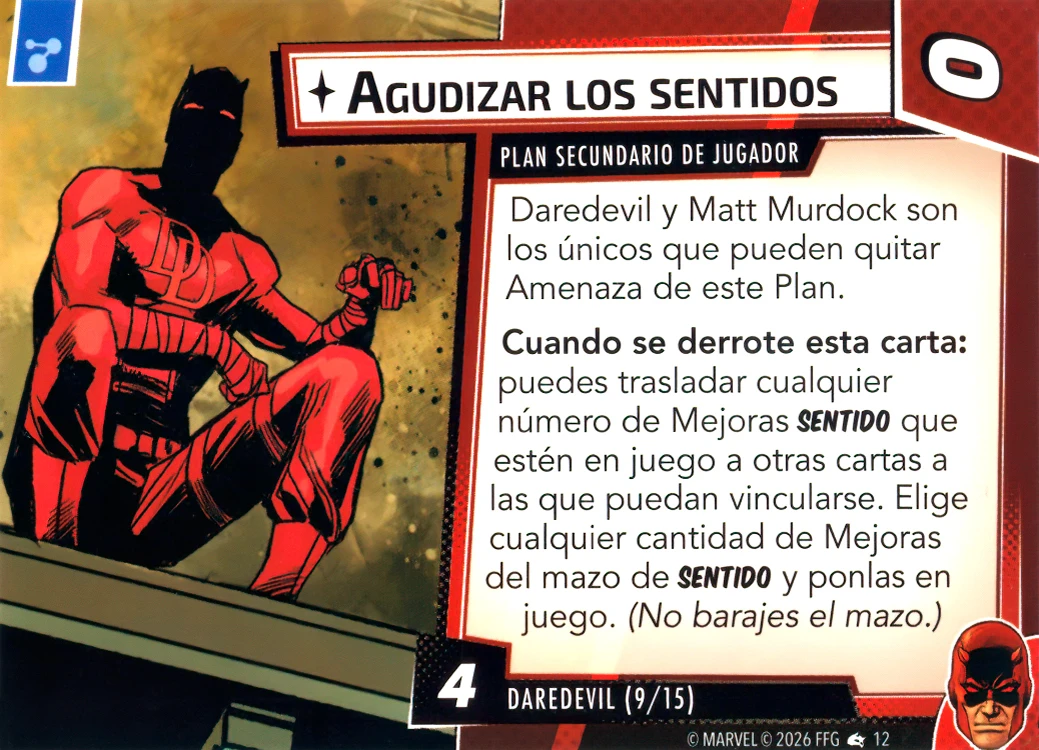 0
AGUDIZAR LOS SENTIDOS
PLAN SECUNDARIO DE JUGADOR
Daredevil y Matt Murdock son
los únicos que pueden quitar
Amenaza de este Plan.
Cuando se derrote esta carta:
puedes trasladar cualquier
número de Mejoras SENTIDO que
estén en juego a otras cartas a
las que puedan vincularse. Elige
cualquier cantidad de Mejoras
del mazo de SENTIDO y ponlas en
juego. (No barajes el mazo.)
4
DAREDEVIL (9/15)
© MARVEL © 2026 FFG 12
DD